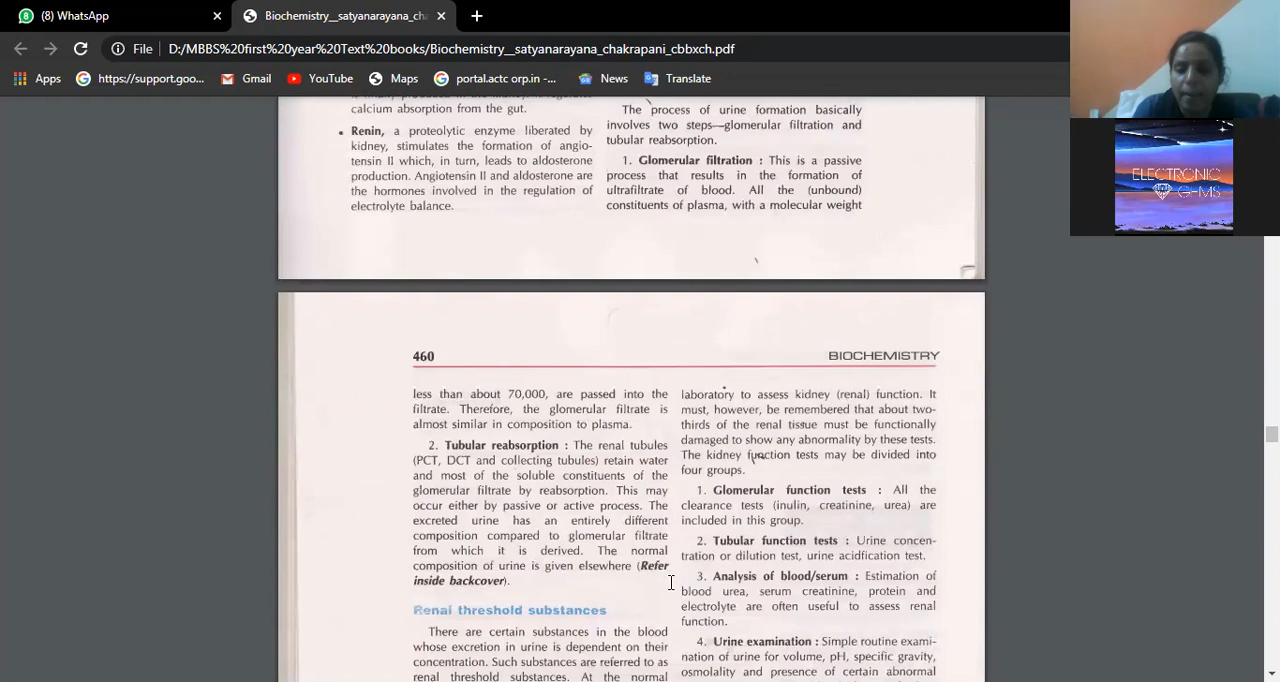 (8) WhatsApp
Biochemistry__satyanarayana_cha
File
D:/MBBS%20first%20year%20Text%20books/Biochemistry__satyanarayana_chakrapani_cbbxch.pdf
Apps
https://support.goo...
Gmail
YouTube
Maps
portal.actc orp.in -...
News
Translate
ELECTRONIC
GEMS
calcium absorption from the gut.
• Renin, a proteolytic enzyme liberated by
kidney, stimulates the formation of angio-
tensin II which, in turn, leads to aldosterone
production. Angiotensin II and aldosterone are
the hormones involved in the regulation of
electrolyte balance.
The process of urine formation basically
involves two steps—glomerular filtration and
tubular reabsorption.
1. Glomerular filtration : This is a passive
process that results in the formation of
ultrafiltrate of blood. All the (unbound)
constituents of plasma, with a molecular weight
460
BIOCHEMISTRY
less than about 70,000, are passed into the
filtrate. Therefore, the glomerular filtrate is
almost similar in composition to plasma.
2. Tubular reabsorption : The renal tubules
(PCT, DCT and collecting tubules) retain water
and most of the soluble constituents of the
glomerular filtrate by reabsorption. This may
occur either by passive or active process. The
excreted urine has an entirely different
composition compared to glomerular filtrate
from which it is derived. The normal
composition of urine is given elsewhere (Refer
inside backcover).
Renal threshold substances
There are certain substances in the blood
whose excretion in urine is dependent on their
concentration. Such substances are referred to as
renal threshold substances. At the normal
laboratory to assess kidney (renal) function. It
must, however, be remembered that about two-
thirds of the renal tissue must be functionally
damaged to show any abnormality by these tests.
The kidney function tests may be divided into
four groups.
1. Glomerular function tests : All the
clearance tests (inulin, creatinine, urea) are
included in this group.
2. Tubular function tests : Urine concen-
tration or dilution test, urine acidfication test.
3. Analysis of blood/serum : Estimation of
blood urea, serum creatinine, protein and
electrolyte are often useful to assess renal
function.
4. Urine examination : Simple routine exami-
nation of urine for volume, pH, specific gravity,
osmolality and presence of certain abnormal